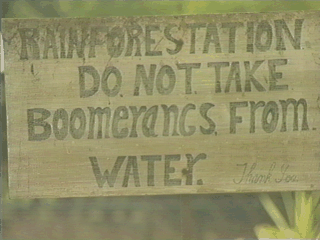 RAINFORESTATION.
DO. NOT. TAKE
BOOMERANGS. FROM.
WATER.
Thank You